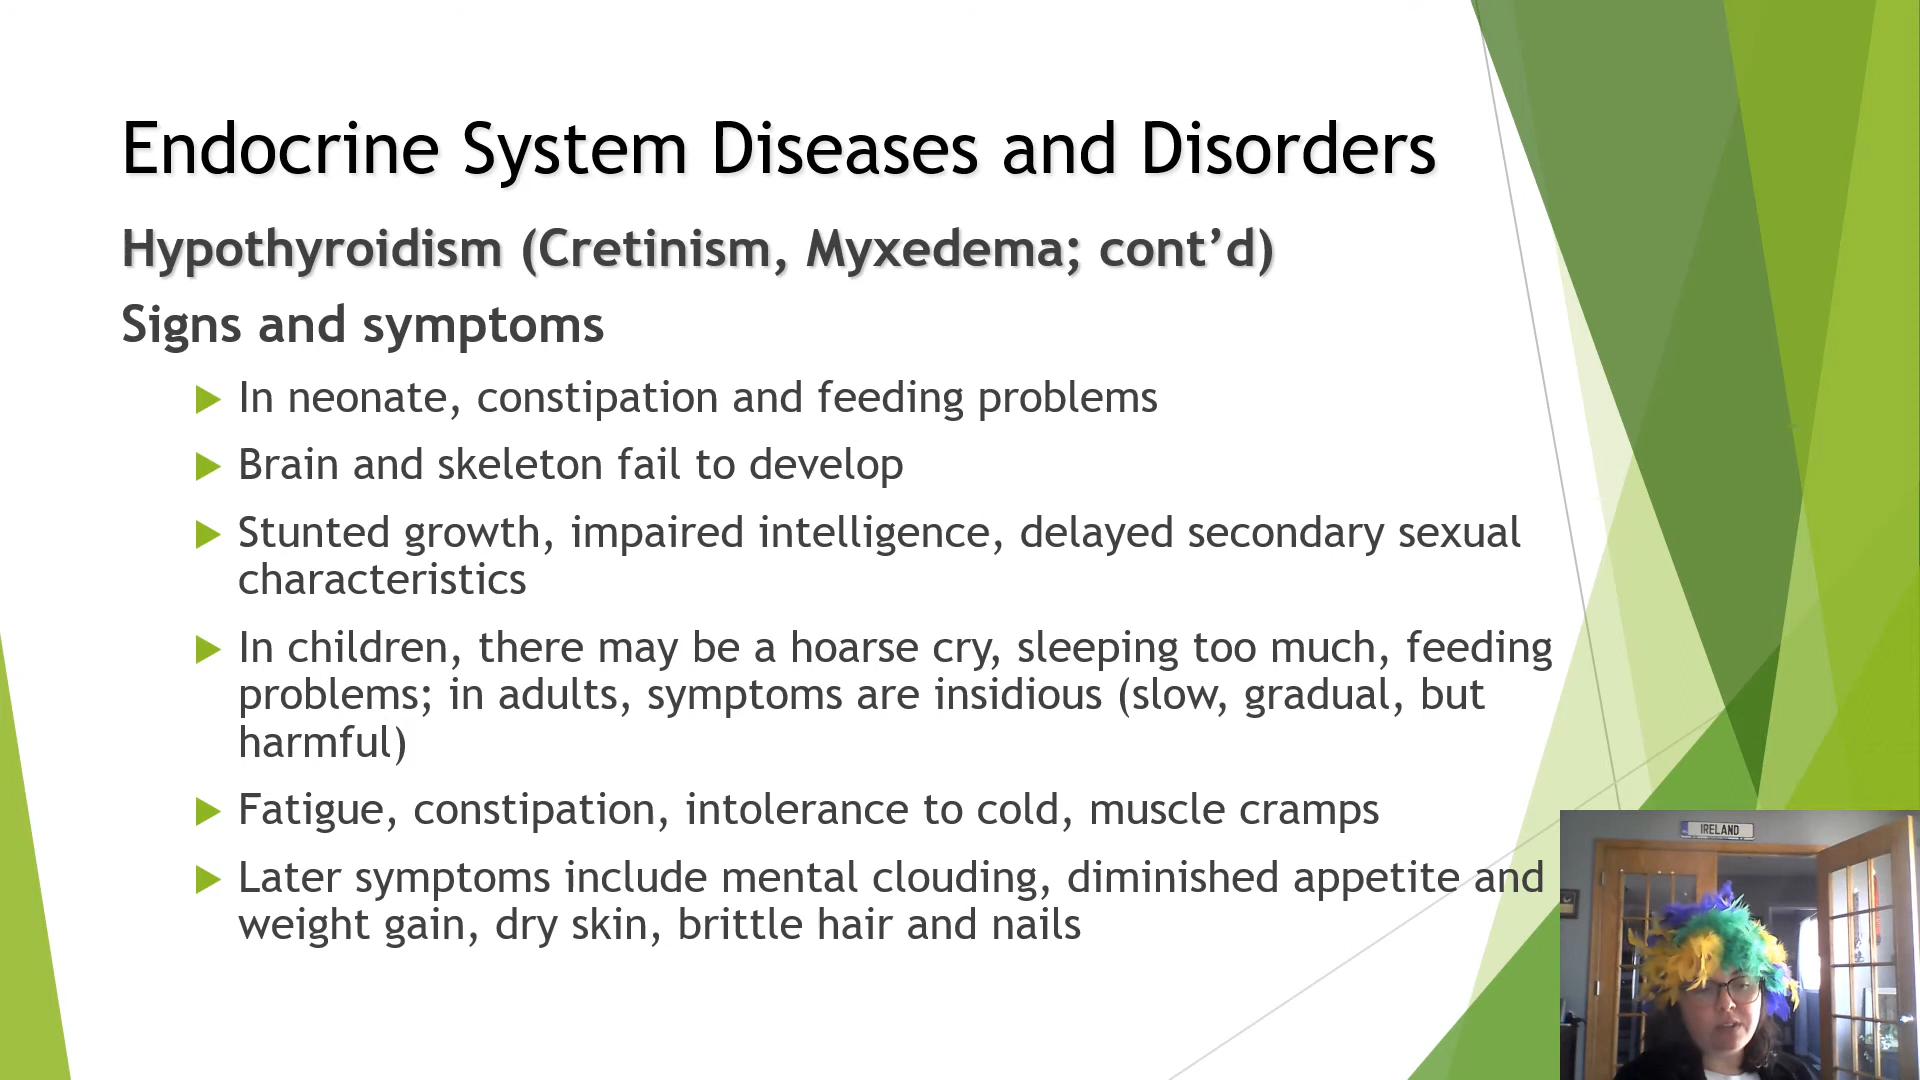 Endocrine System Diseases and Disorders
Hypothyroidism (Cretinism, Myxedema; cont’d)
Signs and symptoms
In neonate, constipation and feeding problems
Brain and skeleton fail to develop
Stunted growth, impaired intelligence, delayed secondary sexual
characteristics
In children, there may be a hoarse cry, sleeping too much, feeding
problems; in adults, symptoms are insidious (slow, gradual, but
harmful)
Fatigue, constipation, intolerance to cold, muscle cramps
Later symptoms include mental clouding, diminished appetite and
weight gain, dry skin, brittle hair and nails
IRELAND